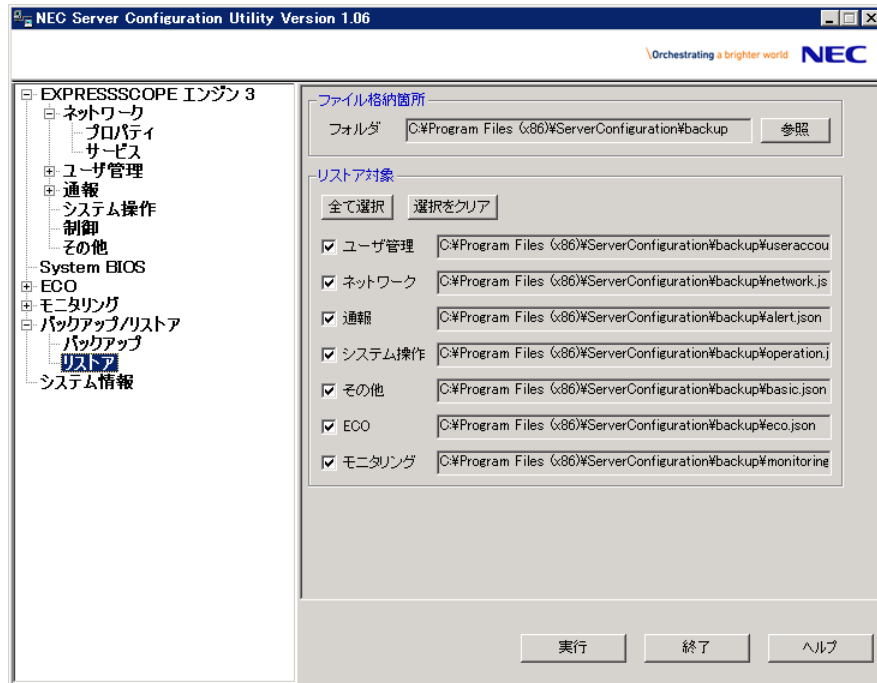 NEC Server Configuration Utility Version 1.06
\Orchestrating a brighter world NEC
EXPRESSSCOPE エンジン 3
ネットワーク
プロパティ
サービス
ユーザ管理
通報
システム操作
制御
その他
System BIOS
ECO
モニタリング
バックアップ/リストア
バックアップ
リストア
システム情報
ファイル格納箇所
フォルダ C:¥Program Files (x86)¥ServerConfiguration¥backup 参照
リストア対象
全て選択 選択をクリア
ユーザ管理 C:¥Program Files (x86)¥ServerConfiguration¥backup¥useraccou
ネットワーク C:¥Program Files (x86)¥ServerConfiguration¥backup¥network.js
通報 C:¥Program Files (x86)¥ServerConfiguration¥backup¥alert.json
システム操作 C:¥Program Files (x86)¥ServerConfiguration¥backup¥operation.j
その他 C:¥Program Files (x86)¥ServerConfiguration¥backup¥basic.json
ECO C:¥Program Files (x86)¥ServerConfiguration¥backup¥eco.json
モニタリング C:¥Program Files (x86)¥ServerConfiguration¥backup¥monitoring
実行 終了 ヘルプ